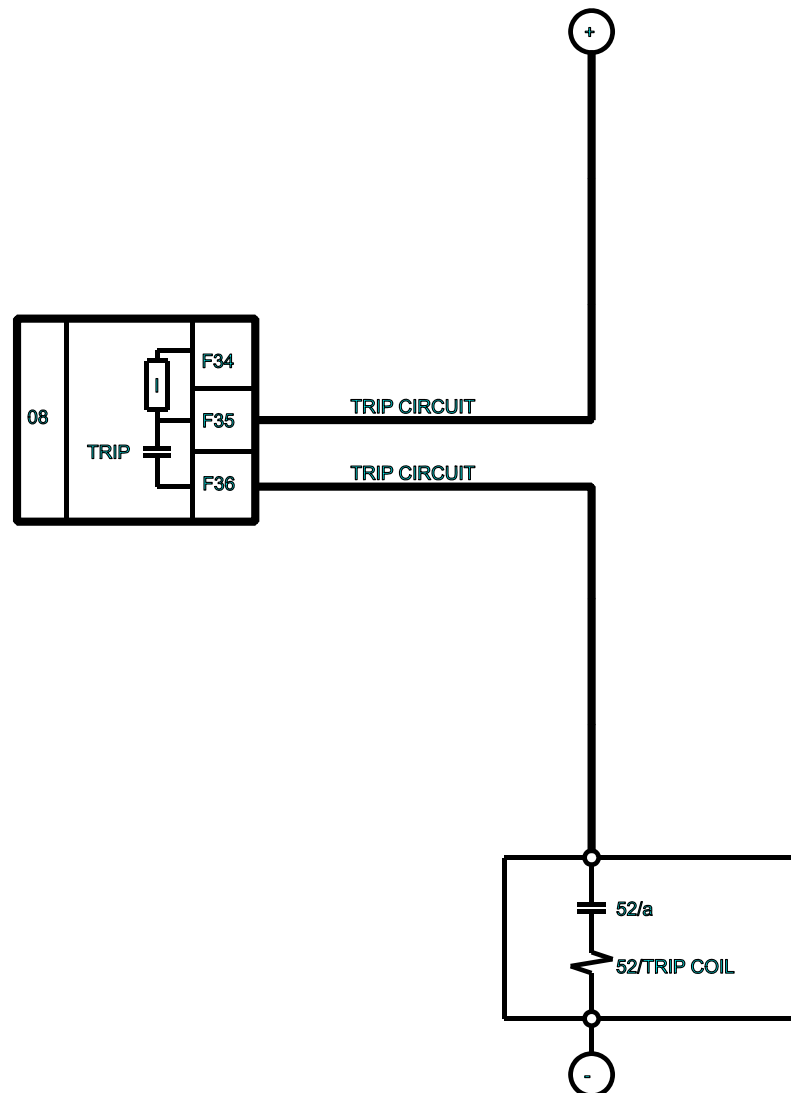 +
F34
I
08
F35
TRIP CIRCUIT
TRIP
F36
TRIP CIRCUIT
52/a
52/TRIP COIL
-